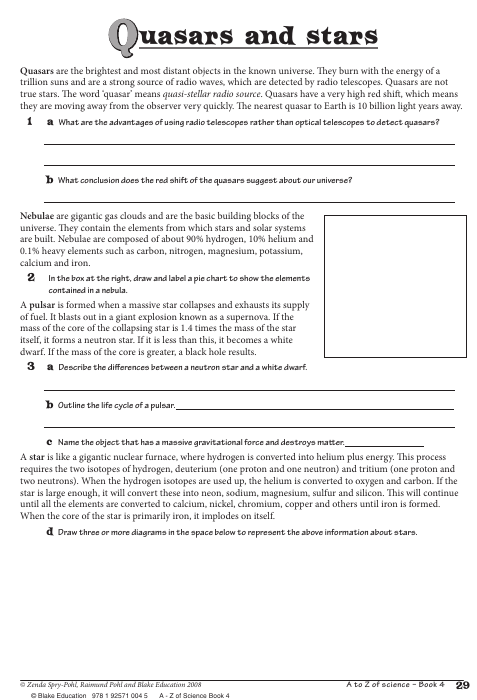 Quasars and stars
Quasars are the brightest and most distant objects in the known universe. They burn with the energy of a
trillion suns and are a strong source of radio waves, which are detected by radio telescopes. Quasars are not
true stars. The word 'quasar' means quasi-stellar radio source. Quasars have a very high red shift, which means
they are moving away from the observer very quickly. The nearest quasar to Earth is 10 billion light years away.
1 a What are the advantages of using radio telescopes rather than optical telescopes to detect quasars?
b What conclusion does the red shift of the quasars suggest about our universe?
Nebulae are gigantic gas clouds and are the basic building blocks of the
universe. They contain the elements from which stars and solar systems
are built. Nebulae are composed of about 90% hydrogen, 10% helium and
0.1% heavy elements such as carbon, nitrogen, magnesium, potassium,
calcium and iron.
2 In the box at the right, draw and label a pie chart to show the elements
contained in a nebula.
A pulsar is formed when a massive star collapses and exhausts its supply
of fuel. It blasts out in a giant explosion known as a supernova. If the
mass of the core of the collapsing star is 1.4 times the mass of the star
itself, it forms a neutron star. If it is less than this, it becomes a white
dwarf. If the mass of the core is greater, a black hole results.
3 a Describe the differences between a neutron star and a white dwarf.
b Outline the life cycle of a pulsar.
c Name the object that has a massive gravitational force and destroys matter.
A star is like a gigantic nuclear furnace, where hydrogen is converted into helium plus energy. This process
requires the two isotopes of hydrogen, deuterium (one proton and one neutron) and tritium (one proton and
two neutrons). When the hydrogen isotopes are used up, the helium is converted to oxygen and carbon. If the
star is large enough, it will convert these into neon, sodium, magnesium, sulfur and silicon. This will continue
until all the elements are converted to calcium, nickel, chromium, copper and others until iron is formed.
When the core of the star is primarily iron, it implodes on itself.
d Draw three or more diagrams in the space below to represent the above information about stars.
© Zenda Spry-Pohl, Raimund Pohl and Blake Education 2008 A to Z of science – Book 4 29
© Blake Education 978 1 92571 004 5 A - Z of Science Book 4